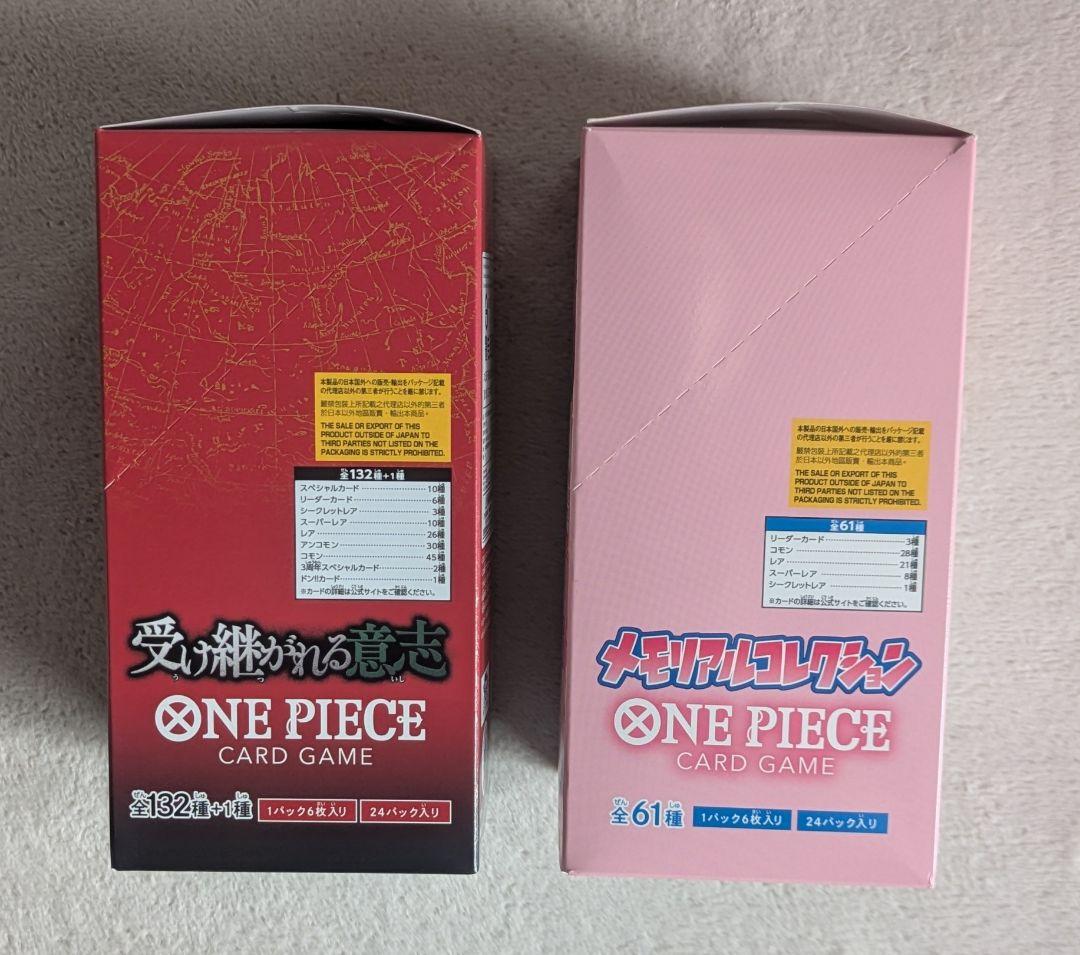 本製品の日本国外への販売・輸出をパッケージ記載
の代理店以外の第三者が行うことを厳に禁じます。
嚴禁包裝上所記載之代理店以外的第三者
於日本以外地區販賣・輸出本商品。
THE SALE OR EXPORT OF THIS
PRODUCT OUTSIDE OF JAPAN TO
THIRD PARTIES NOT LISTED ON THE
PACKAGING IS STRICTLY PROHIBITED.
全132種+1種
スペシャルカード 10種
リーダーカード 6種
シークレットレア 3種
スーパーレア 10種
レア 26種
アンコモン 30種
コモン 45種
3周年スペシャルカード 2種
ドン!!カード 1種
※カードの詳細は公式サイトをご確認ください。
受け継がれる意志
ONE PIECE
CARD GAME
全132種+1種 1パック6枚入り 24パック入り
本製品の日本国外への販売・輸出をパッケージ記載
の代理店以外の第三者が行うことを厳に禁じます。
嚴禁包裝上所記載之代理店以外的第三者
於日本以外地區販賣・輸出本商品。
THE SALE OR EXPORT OF THIS
PRODUCT OUTSIDE OF JAPAN TO
THIRD PARTIES NOT LISTED ON THE
PACKAGING IS STRICTLY PROHIBITED.
全61種
リーダーカード 3種
コモン 28種
レア 21種
スーパーレア 8種
シークレットレア 1種
※カードの詳細は公式サイトをご確認ください。
メモリアルコレクション
ONE PIECE
CARD GAME
全61種 1パック6枚入り 24パック入り